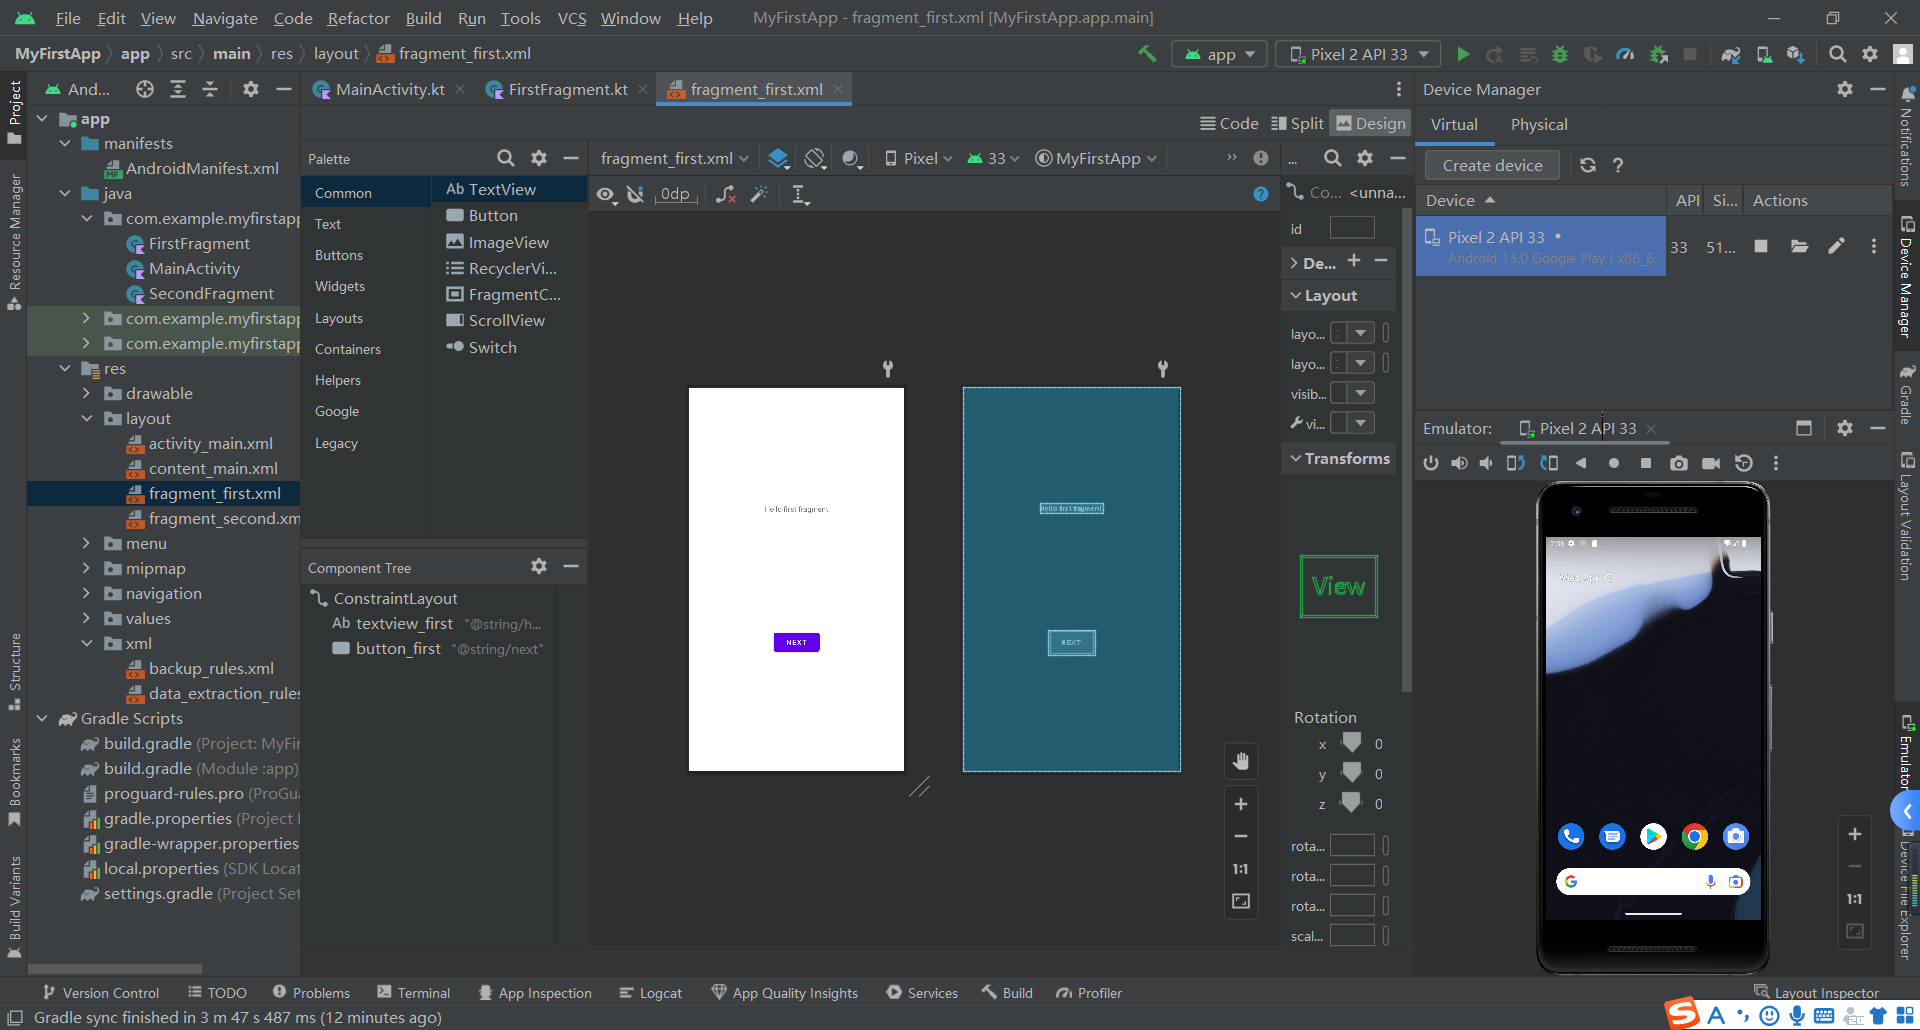 File Edit View Navigate Code Refactor Build Run Tools VCS Window Help MyFirstApp - fragment_first.xml [MyFirstApp.app.main]
MyFirstApp app src main res layout fragment_first.xml app Pixel 2 API 33
Project
And...
MainActivity.kt FirstFragment.kt fragment_first.xml
Device Manager
Code Split Design
Virtual Physical
Create device
Device API Si... Actions
Pixel 2 API 33
Android 13.0 Google Play | x86_6.
33 51...
app
manifests
AndroidManifest.xml
java
com.example.myfirstapp
FirstFragment
MainActivity
SecondFragment
com.example.myfirstapp
com.example.myfirstapp
res
drawable
layout
activity_main.xml
content_main.xml
fragment_first.xml
fragment_second.xm
menu
mipmap
navigation
values
xml
backup_rules.xml
data_extraction_rules
Gradle Scripts
build.gradle (Project: MyFir
build.gradle (Module :app)
proguard-rules.pro (ProGua
gradle.properties (Project
gradle-wrapper.properties
local.properties (SDK Locat
settings.gradle (Project Set
Palette
Common
Text
Buttons
Widgets
Layouts
Containers
Helpers
Google
Legacy
Ab TextView
Button
ImageView
RecyclerVi...
FragmentC...
ScrollView
Switch
Component Tree
ConstraintLayout
Ab textview_first "@string/h...
button_first "@string/next"
fragment_first.xml Pixel 33 MyFirstApp
0dp
Hello first fragment
NEXT
Hello first fragment
NEXT
1:1
...
Co... <unna...
id
De...
Layout
layo...
layo...
visib...
vi...
Transforms
View
Rotation
x 0
y 0
z 0
rota...
rota...
rota...
scal...
Emulator: Pixel 2 API 33
2:36
Wed, Apr 12
1:1
Resource Manager
Structure
Bookmarks
Build Variants
Notifications
Device Manager
Gradle
Layout Validation
Emulator
Device File Explorer
Version Control TODO Problems Terminal App Inspection Logcat App Quality Insights Services Build Profiler Layout Inspector
Gradle sync finished in 3 m 47 s 487 ms (12 minutes ago)
S A